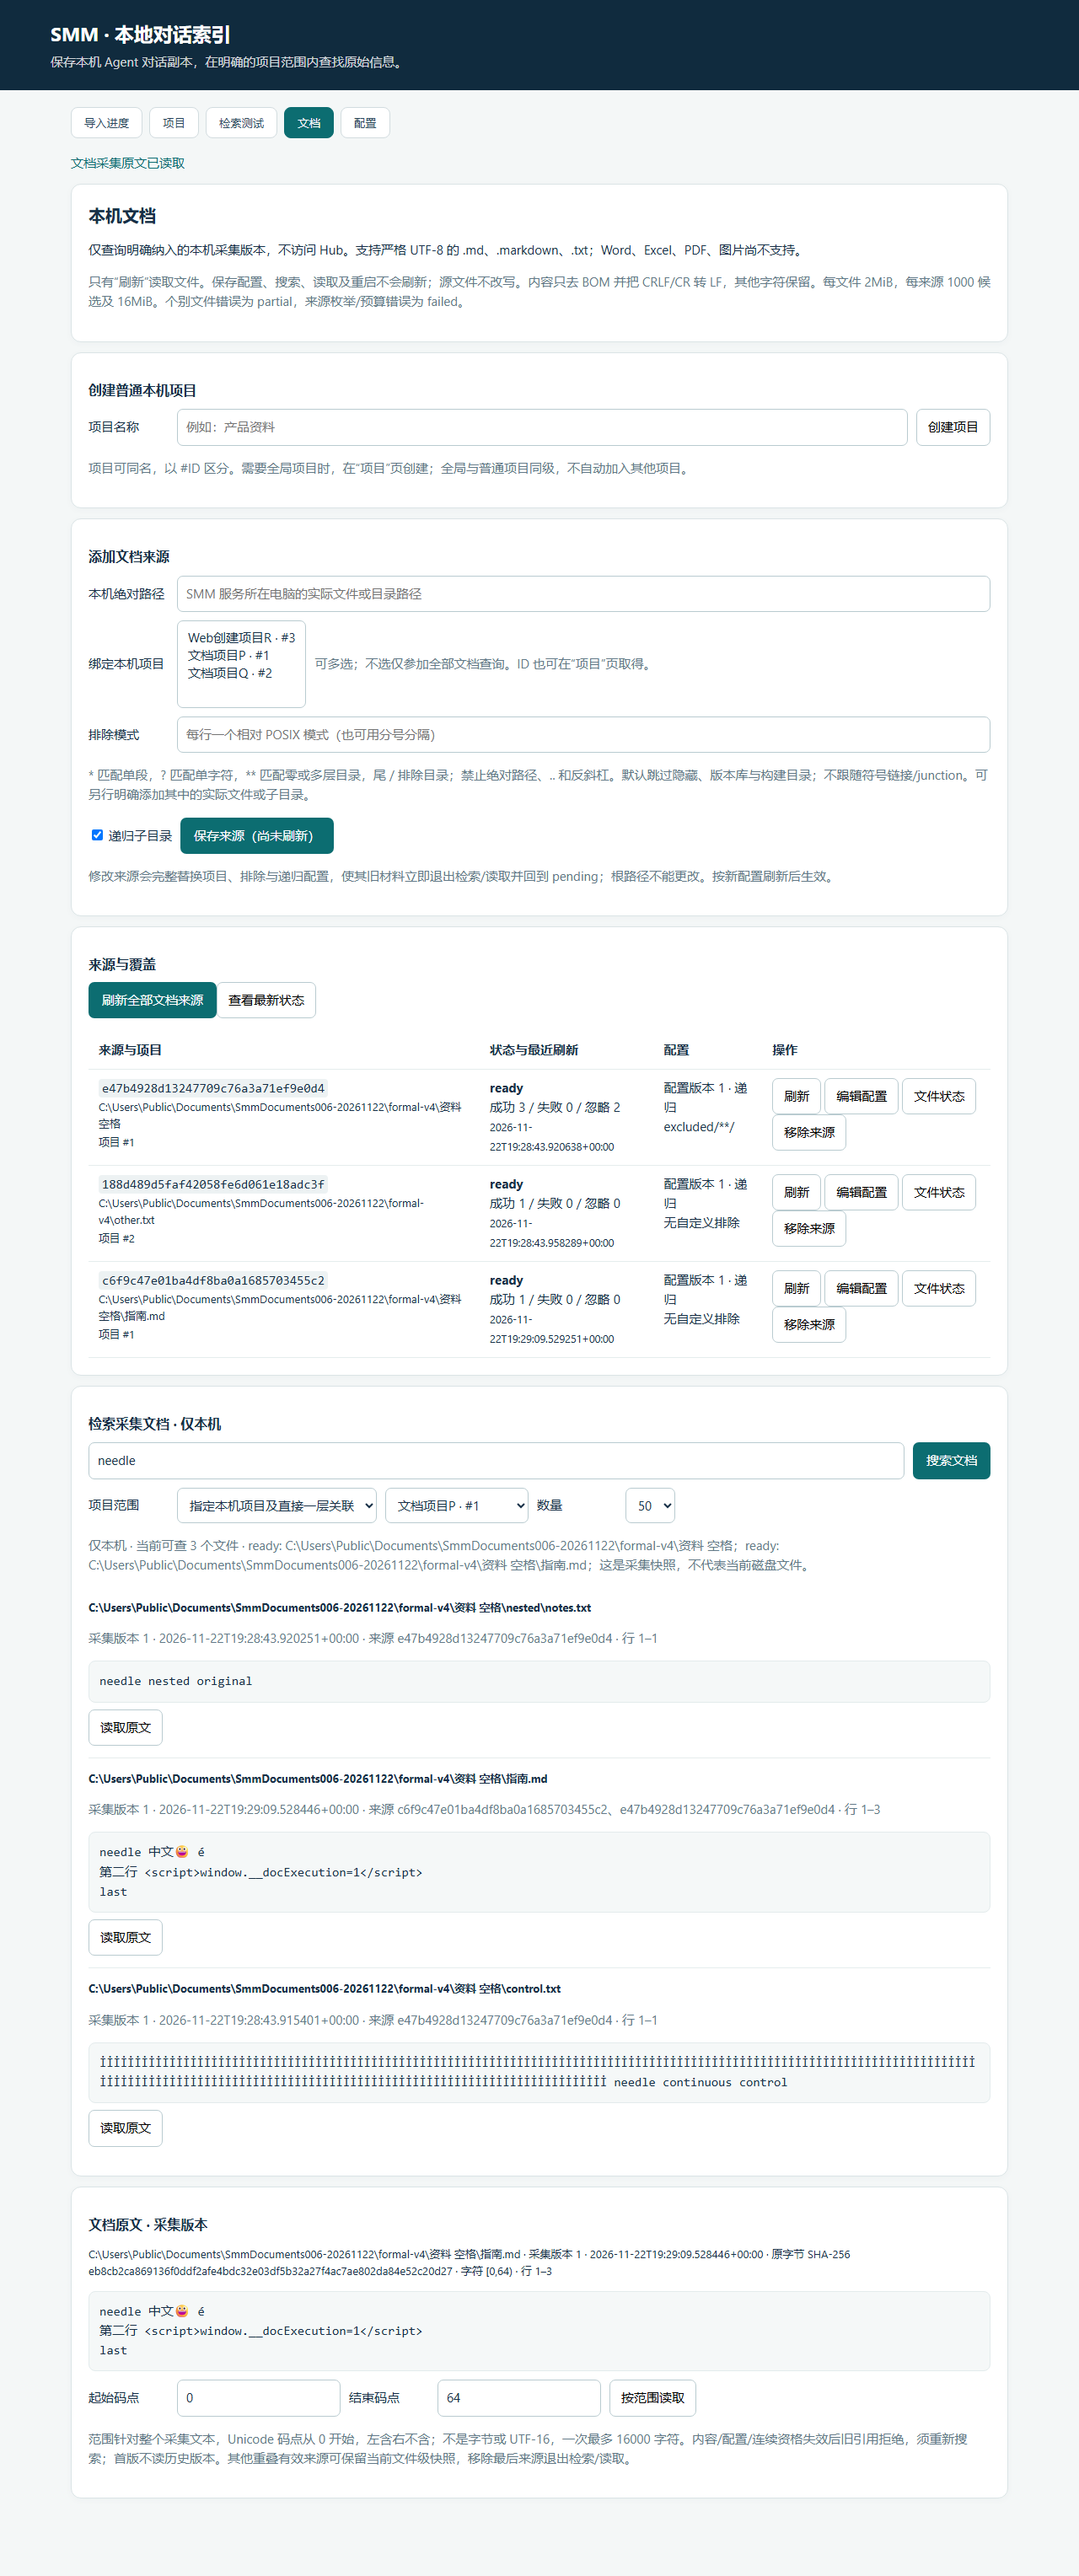 SMM · 本地对话索引
保存本机 Agent 对话副本，在明确的项目范围内查找原始信息。
导入进度 项目 检索测试 文档 配置
文档采集原文已读取
本机文档
仅查询明确纳入的本机采集版本，不访问 Hub。支持严格 UTF-8 的 .md、.markdown、.txt；Word、Excel、PDF、图片尚不支持。
只有“刷新”读取文件。保存配置、搜索、读取及重启不会刷新；源文件不改写。内容只去 BOM 并把 CRLF/CR 转 LF，其他字符保留。每文件 2MiB，每来源 1000 候
选及 16MiB。个别文件错误为 partial，来源枚举/预算错误为 failed。
创建普通本机项目
项目名称 例如：产品资料 创建项目
项目可同名，以 #ID 区分。需要全局项目时，在“项目”页创建；全局与普通项目同级，不自动加入其他项目。
添加文档来源
本机绝对路径 SMM 服务所在电脑的实际文件或目录路径
绑定本机项目
Web创建项目R · #3
文档项目P · #1
文档项目Q · #2
可多选；不选仅参加全部文档查询。ID 也可在“项目”页取得。
排除模式 每行一个相对 POSIX 模式（也可用分号分隔）
* 匹配单段，? 匹配单字符，** 匹配零或多层目录，尾 / 排除目录；禁止绝对路径、.. 和反斜杠。默认跳过隐藏、版本库与构建目录；不跟随符号链接/junction。可
另行明确添加其中的实际文件或子目录。
递归子目录 保存来源（尚未刷新）
修改来源会完整替换项目、排除与递归配置，使其旧材料立即退出检索/读取并回到 pending；根路径不能更改。按新配置刷新后生效。
来源与覆盖
刷新全部文档来源 查看最新状态
来源与项目 状态与最近刷新 配置 操作
e47b4928d13247709c76a3a71ef9e0d4
C:\Users\Public\Documents\SmmDocuments006-20261122\formal-v4\资料
空格
项目 #1
ready
成功 3 / 失败 0 / 忽略 2
2026-11-
22T19:28:43.920638+00:00
配置版本 1 · 递
归
excluded/**/
刷新 编辑配置 文件状态
移除来源
188d489d5faf42058fe6d061e18adc3f
C:\Users\Public\Documents\SmmDocuments006-20261122\formal-
v4\other.txt
项目 #2
ready
成功 1 / 失败 0 / 忽略 0
2026-11-
22T19:28:43.958289+00:00
配置版本 1 · 递
归
无自定义排除
刷新 编辑配置 文件状态
移除来源
c6f9c47e01ba4df8ba0a1685703455c2
C:\Users\Public\Documents\SmmDocuments006-20261122\formal-v4\资料
空格\指南.md
项目 #1
ready
成功 1 / 失败 0 / 忽略 0
2026-11-
22T19:29:09.529251+00:00
配置版本 1 · 递
归
无自定义排除
刷新 编辑配置 文件状态
移除来源
检索采集文档 · 仅本机
needle 搜索文档
项目范围 指定本机项目及直接一层关联 文档项目P · #1 数量 50
仅本机 · 当前可查 3 个文件 · ready: C:\Users\Public\Documents\SmmDocuments006-20261122\formal-v4\资料 空格；ready:
C:\Users\Public\Documents\SmmDocuments006-20261122\formal-v4\资料 空格\指南.md；这是采集快照，不代表当前磁盘文件。
C:\Users\Public\Documents\SmmDocuments006-20261122\formal-v4\资料 空格\nested\notes.txt
采集版本 1 · 2026-11-22T19:28:43.920251+00:00 · 来源 e47b4928d13247709c76a3a71ef9e0d4 · 行 1–1
needle nested original
读取原文
C:\Users\Public\Documents\SmmDocuments006-20261122\formal-v4\资料 空格\指南.md
采集版本 1 · 2026-11-22T19:29:09.528446+00:00 · 来源 c6f9c47e01ba4df8ba0a1685703455c2、e47b4928d13247709c76a3a71ef9e0d4 · 行 1–3
needle 中文😀 é
第二行 <script>window.__docExecution=1</script>
last
读取原文
C:\Users\Public\Documents\SmmDocuments006-20261122\formal-v4\资料 空格\control.txt
采集版本 1 · 2026-11-22T19:28:43.915401+00:00 · 来源 e47b4928d13247709c76a3a71ef9e0d4 · 行 1–1
needle continuous control
读取原文
文档原文 · 采集版本
C:\Users\Public\Documents\SmmDocuments006-20261122\formal-v4\资料 空格\指南.md · 采集版本 1 · 2026-11-22T19:29:09.528446+00:00 · 原字节 SHA-256
eb8cb2ca869136f0ddf2afe4bdc32e03df5b32a27f4ac7ae802da84e52c20d27 · 字符 [0,64) · 行 1–3
needle 中文😀 é
第二行 <script>window.__docExecution=1</script>
last
起始码点 0 结束码点 64 按范围读取
范围针对整个采集文本，Unicode 码点从 0 开始，左含右不含；不是字节或 UTF-16，一次最多 16000 字符。内容/配置/连续资格失效后旧引用拒绝，须重新搜
索；首版不读历史版本。其他重叠有效来源可保留当前文件级快照，移除最后来源退出检索/读取。